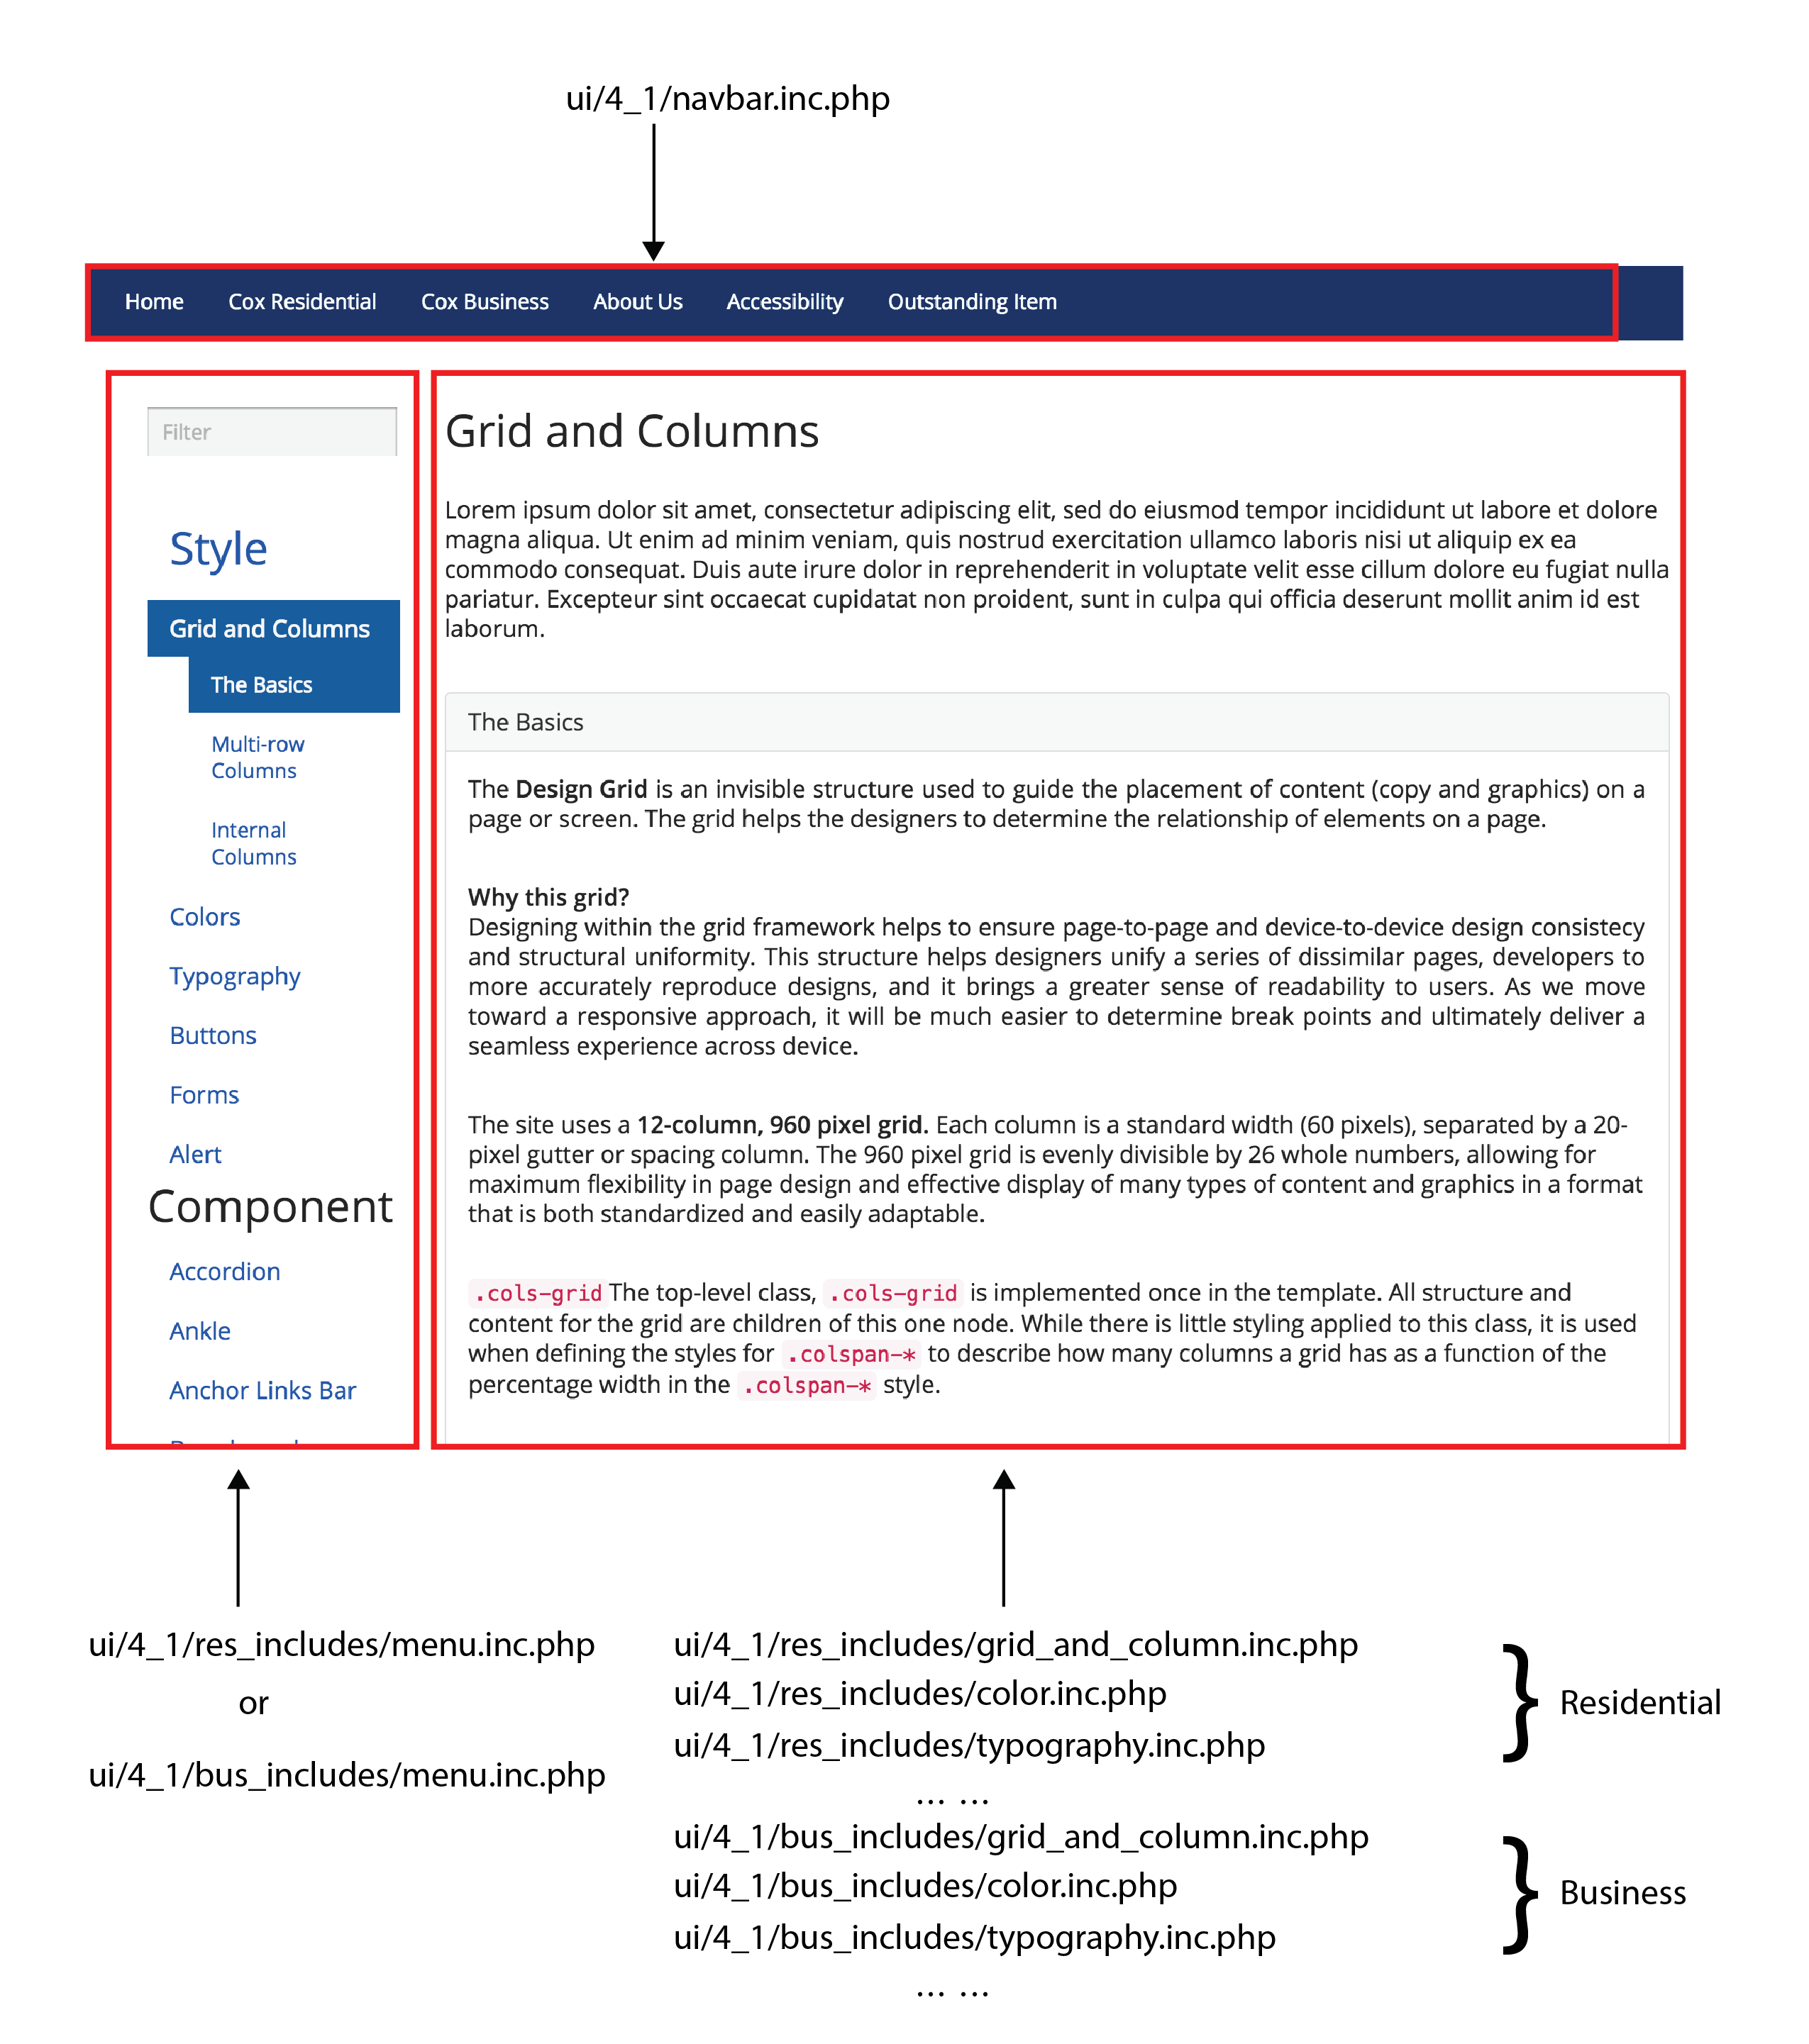 ui/4_1/navbar.inc.php
Home Cox Residential Cox Business About Us Accessibility Outstanding Item
Filter
Style
Grid and Columns
The Basics
Multi-row
Columns
Internal
Columns
Colors
Typography
Buttons
Forms
Alert
Component
Accordion
Ankle
Anchor Links Bar
Grid and Columns
Lorem ipsum dolor sit amet, consectetur adipiscing elit, sed do eiusmod tempor incididunt ut labore et dolore
magna aliqua. Ut enim ad minim veniam, quis nostrud exercitation ullamco laboris nisi ut aliquip ex ea
commodo consequat. Duis aute irure dolor in reprehenderit in voluptate velit esse cillum dolore eu fugiat nulla
pariatur. Excepteur sint occaecat cupidatat non proident, sunt in culpa qui officia deserunt mollit anim id est
laborum.
The Basics
The Design Grid is an invisible structure used to guide the placement of content (copy and graphics) on a
page or screen. The grid helps the designers to determine the relationship of elements on a page.
Why this grid?
Designing within the grid framework helps to ensure page-to-page and device-to-device design consistecy
and structural uniformity. This structure helps designers unify a series of dissimilar pages, developers to
more accurately reproduce designs, and it brings a greater sense of readability to users. As we move
toward a responsive approach, it will be much easier to determine break points and ultimately deliver a
seamless experience across device.
The site uses a 12-column, 960 pixel grid. Each column is a standard width (60 pixels), separated by a 20-
pixel gutter or spacing column. The 960 pixel grid is evenly divisible by 26 whole numbers, allowing for
maximum flexibility in page design and effective display of many types of content and graphics in a format
that is both standardized and easily adaptable.
.cols-grid The top-level class, .cols-grid is implemented once in the template. All structure and
content for the grid are children of this one node. While there is little styling applied to this class, it is used
when defining the styles for .colspan-* to describe how many columns a grid has as a function of the
percentage width in the .colspan-* style.
ui/4_1/res_includes/menu.inc.php
or
ui/4_1/bus_includes/menu.inc.php
ui/4_1/res_includes/grid_and_column.inc.php
ui/4_1/res_includes/color.inc.php
ui/4_1/res_includes/typography.inc.php
... ...
Residential
ui/4_1/bus_includes/grid_and_column.inc.php
ui/4_1/bus_includes/color.inc.php
ui/4_1/bus_includes/typography.inc.php
... ...
Business